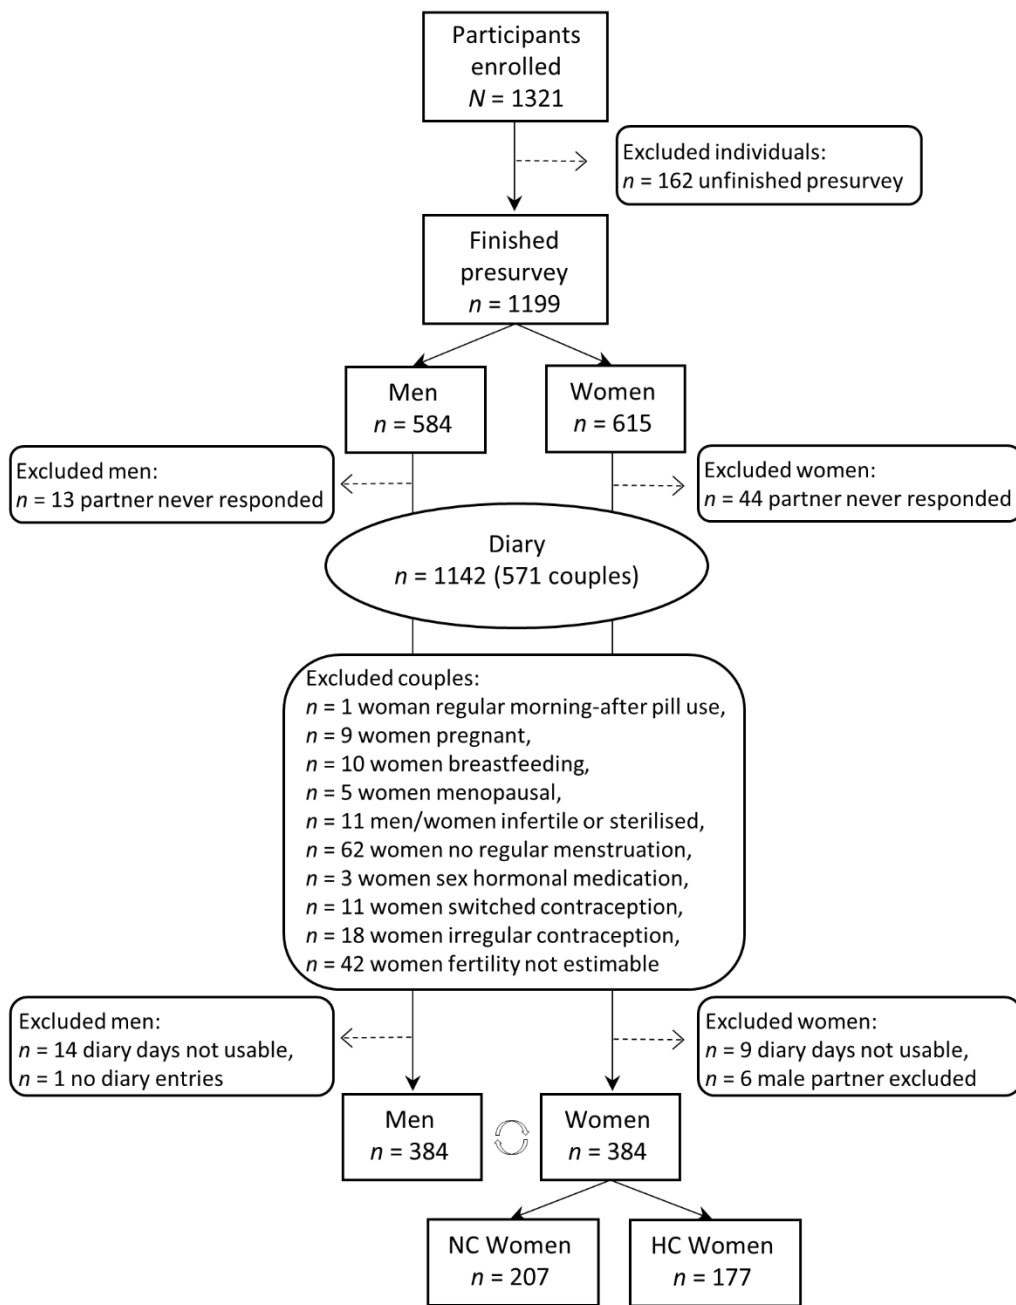 Participants
enrolled
N = 1321
Excluded individuals:
n = 162 unfinished presurvey
Finished
presurvey
n = 1199
Men
n = 584
Women
n = 615
Excluded men:
n = 13 partner never responded
Excluded women:
n = 44 partner never responded
Diary
n = 1142 (571 couples)
Excluded couples:
n = 1 woman regular morning-after pill use,
n = 9 women pregnant,
n = 10 women breastfeeding,
n = 5 women menopausal,
n = 11 men/women infertile or sterilised,
n = 62 women no regular menstruation,
n = 3 women sex hormonal medication,
n = 11 women switched contraception,
n = 18 women irregular contraception,
n = 42 women fertility not estimable
Excluded men:
n = 14 diary days not usable,
n = 1 no diary entries
Excluded women:
n = 9 diary days not usable,
n = 6 male partner excluded
Men
n = 384
Women
n = 384
NC Women
n = 207
HC Women
n = 177